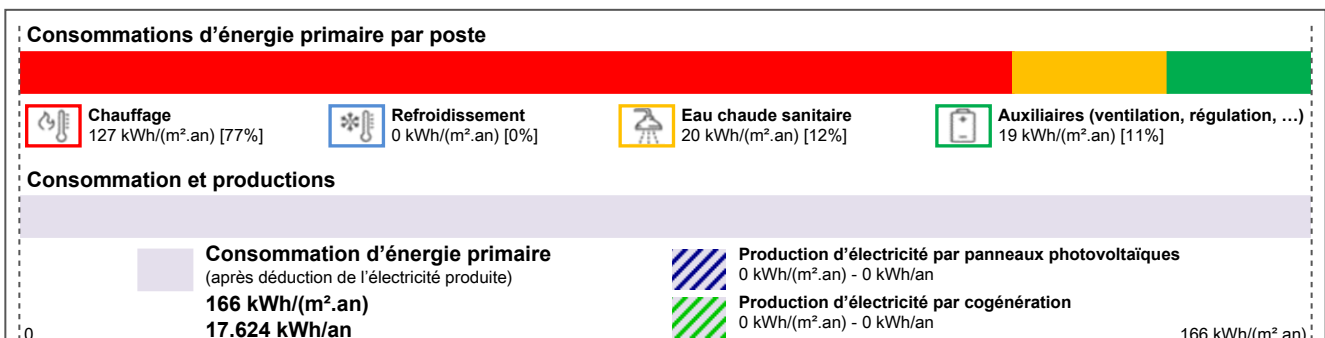 Consommations d'énergie primaire par poste
Chauffage
127 kWh/(m².an) [77%]
Refroidissement
0 kWh/(m².an) [0%]
Eau chaude sanitaire
20 kWh/(m².an) [12%]
Auxiliaires (ventilation, régulation, …)
19 kWh/(m².an) [11%]
Consommation et productions
Consommation d'énergie primaire
(après déduction de l'électricité produite)
166 kWh/(m².an)
17.624 kWh/an
Production d'électricité par panneaux photovoltaïques
0 kWh/(m².an) - 0 kWh/an
Production d'électricité par cogénération
0 kWh/(m².an) - 0 kWh/an
0
166 kWh/(m².an)